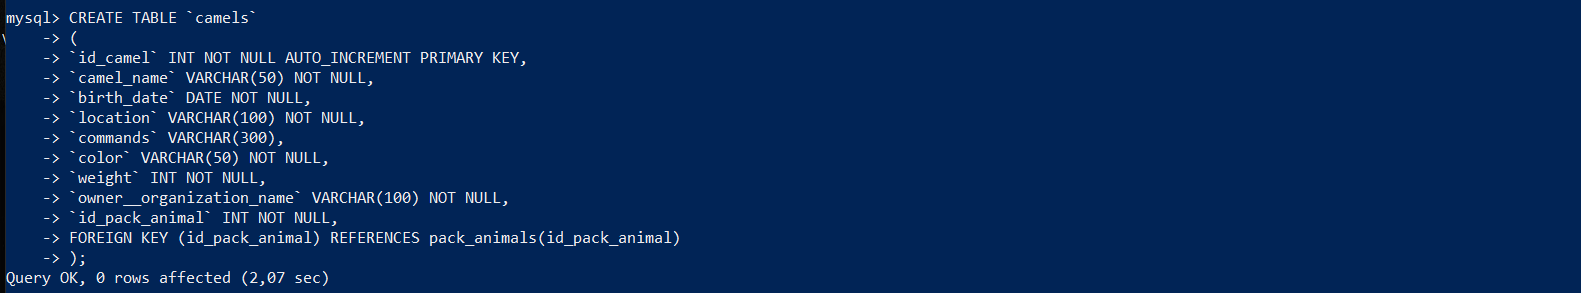 mysql> CREATE TABLE `camels`
-> (
-> `id_camel` INT NOT NULL AUTO_INCREMENT PRIMARY KEY,
-> `camel_name` VARCHAR(50) NOT NULL,
-> `birth_date` DATE NOT NULL,
-> `location` VARCHAR(100) NOT NULL,
-> `commands` VARCHAR(300),
-> `color` VARCHAR(50) NOT NULL,
-> `weight` INT NOT NULL,
-> `owner__organization_name` VARCHAR(100) NOT NULL,
-> `id_pack_animal` INT NOT NULL,
-> FOREIGN KEY (id_pack_animal) REFERENCES pack_animals(id_pack_animal)
-> );
Query OK, 0 rows affected (2,07 sec)